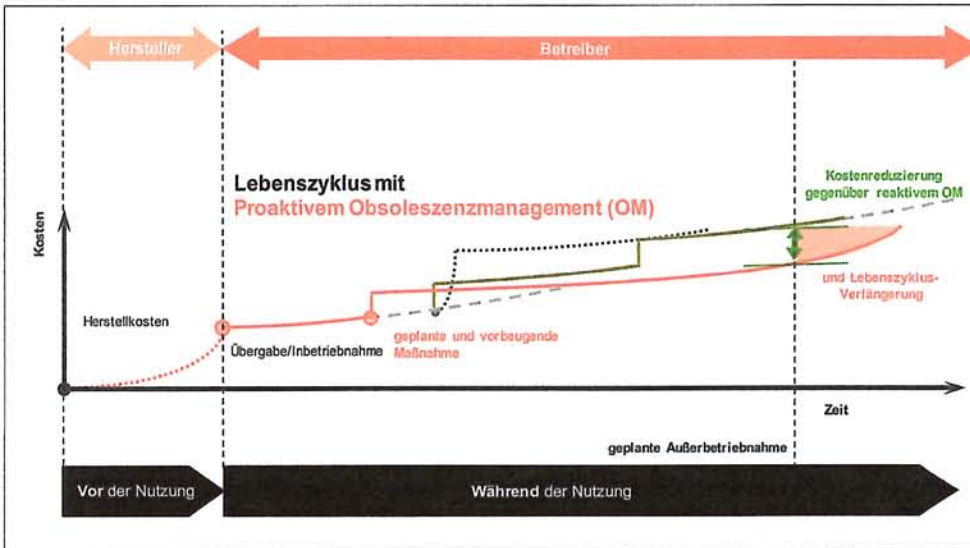 Hersteller
Betreiber
Lebenszyklus mit
Proaktivem Obsoleszenzmanagement (OM)
Kostenreduzierung
gegenüber reaktivem OM
Kosten
und Lebenszyklus-
Verlängerung
Herstellkosten
Übergabe/Inbetriebnahme
geplante und vorbeugende
Maßnahme
Zeit
geplante Außerbetriebnahme
Vor der Nutzung
Während der Nutzung